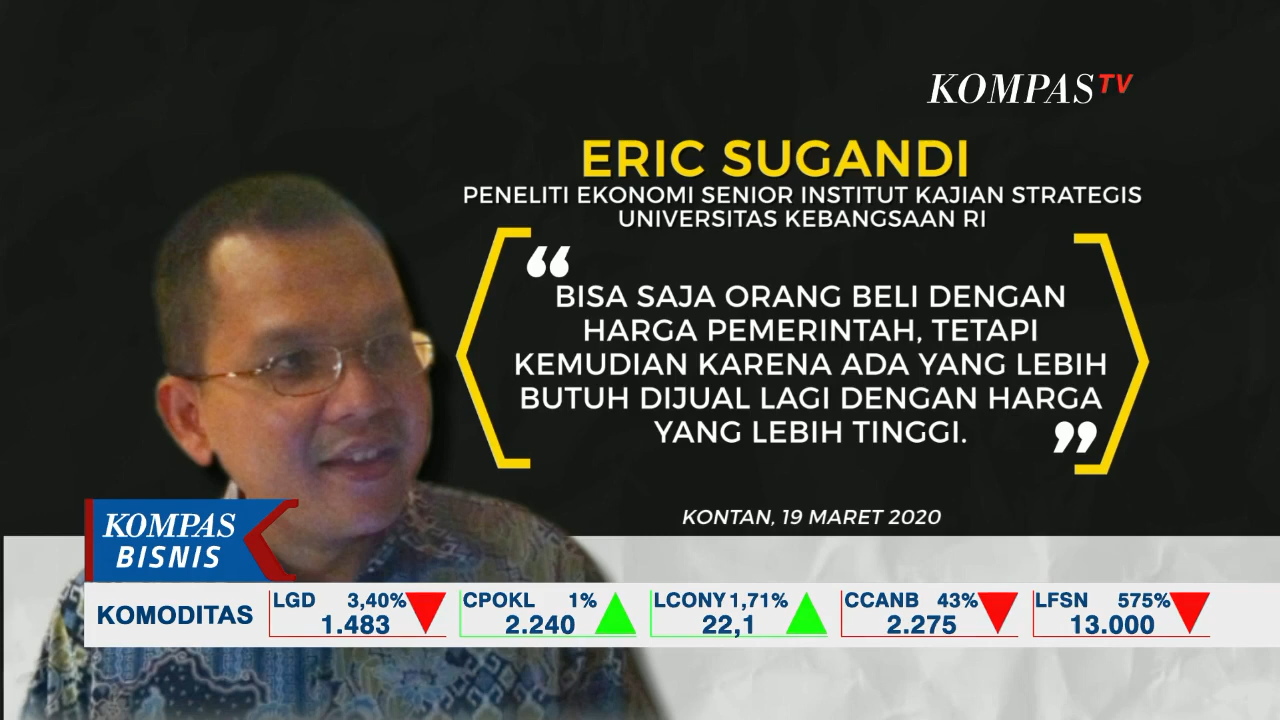 KOMPASTV
ERIC SUGANDI
PENELITI EKONOMI SENIOR INSTITUT KAJIAN STRATEGIS
UNIVERSITAS KEBANGSAAN RI
“BISA SAJA ORANG BELI DENGAN
HARGA PEMERINTAH, TETAPI
KEMUDIAN KARENA ADA YANG LEBIH
BUTUH DIJUAL LAGI DENGAN HARGA
YANG LEBIH TINGGI.”
KONTAN, 19 MARET 2020
KOMPAS
BISNIS
KOMODITAS
LGD 3,40%
1.483
CPOKL 1%
2.240
LCONY 1,71%
22,1
CCANB 43%
2.275
LFSN 575%
13.000